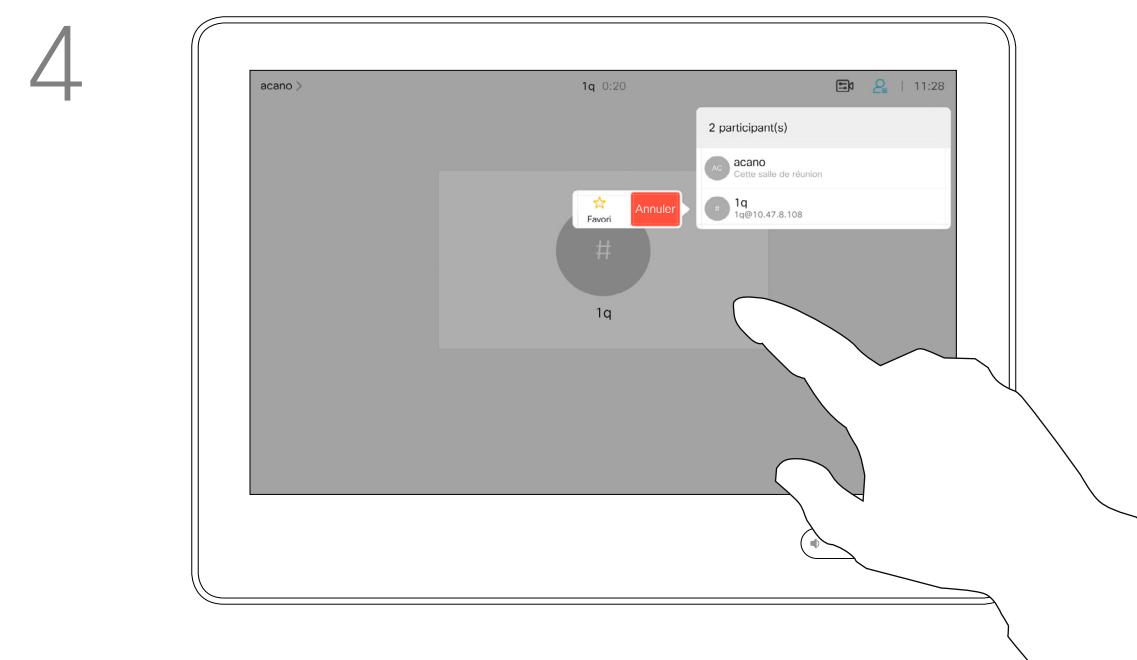 4
acano >
1q 0:20
11:28
2 participant(s)
AC
acano
Cette salle de réunion
Favori
Annuler
#
1q
1q@10.47.8.108
#
1q